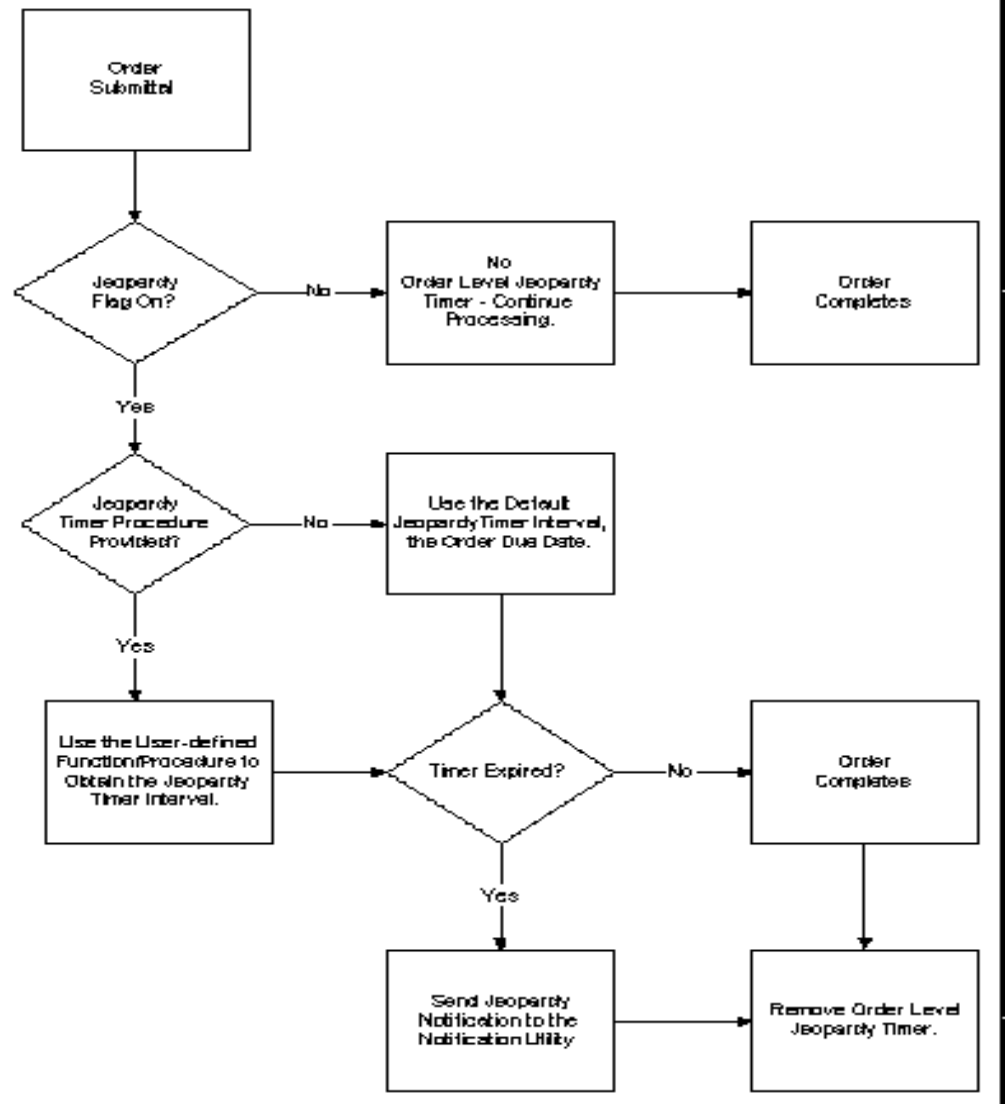 Order
Submittal
Jeopardy
Flag On?
No
No
Order Level Jeopardy
Timer - Continue
Processing.
Order
Completes
Yes
Jeopardy
Timer Procedure
Provided?
No
Use the Default
Jeopardy Timer Interval,
the Order Due Date.
Yes
Use the User-defined
Function/Procedure to
Obtain the Jeopardy
Timer Interval.
Timer Expired?
No
Order
Completes
Yes
Send Jeopardy
Notification to the
Notification Utility
Remove Order Level
Jeopardy Timer.